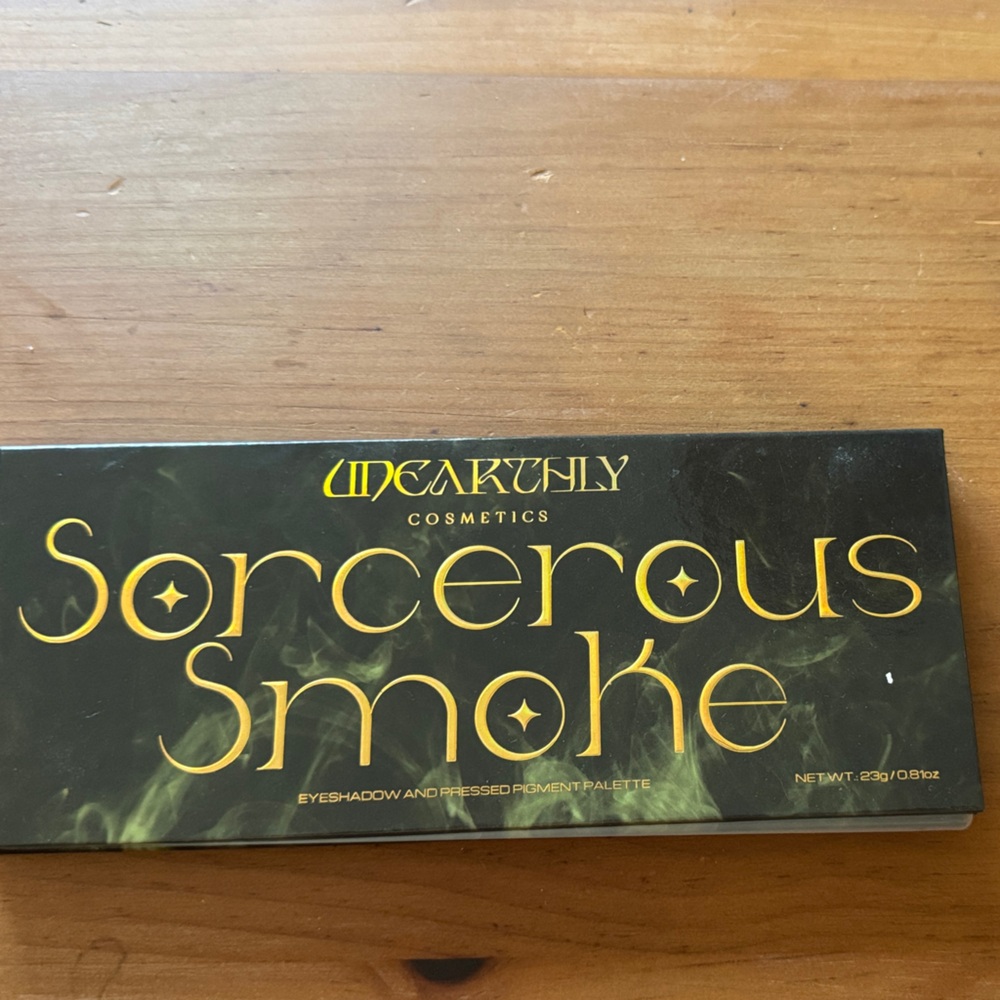 UNEARTHLY
COSMETICS
Sorcerous
Smoke
EYESHADOW AND PRESSED PIGMENT PALETTE
NET WT.: 23g / 0.81oz